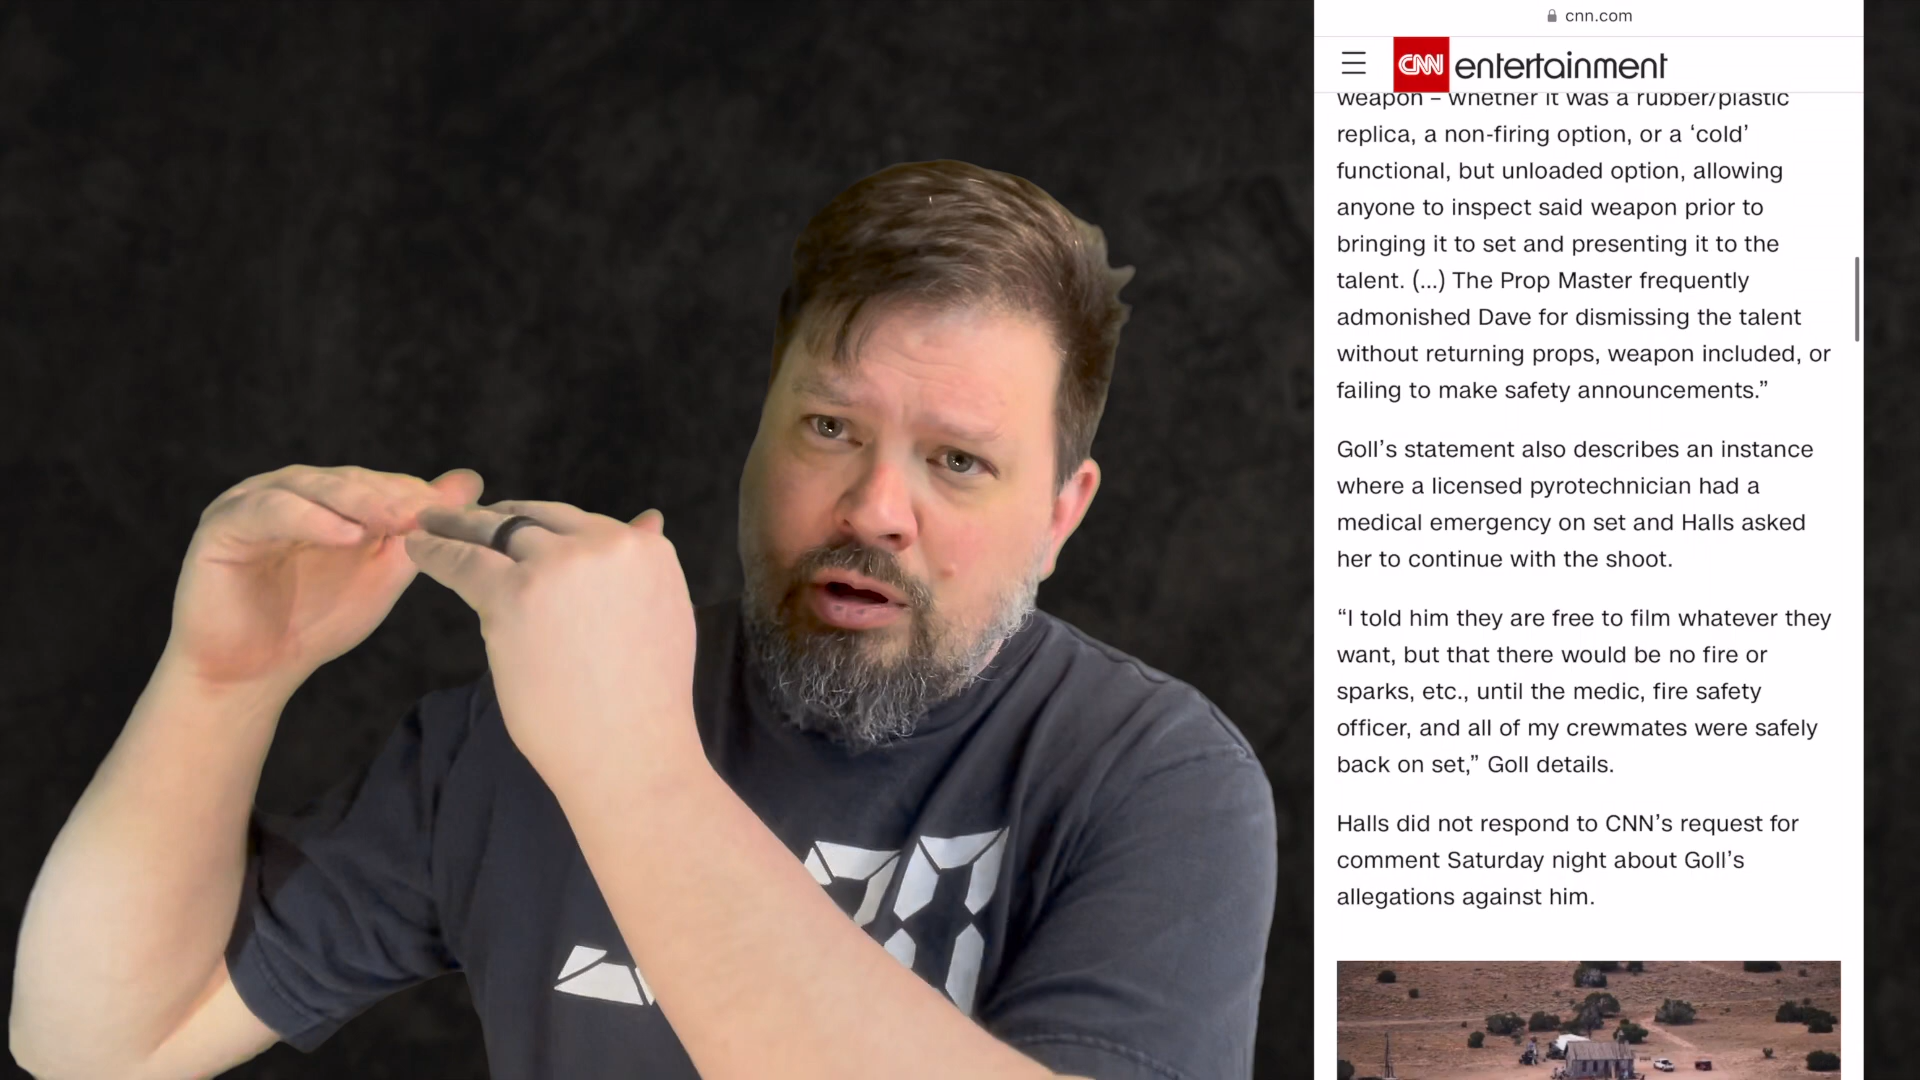 cnn.com
CNN entertainment
weapon – whether it was a rubber/plastic
replica, a non-firing option, or a ‘cold’
functional, but unloaded option, allowing
anyone to inspect said weapon prior to
bringing it to set and presenting it to the
talent. (...) The Prop Master frequently
admonished Dave for dismissing the talent
without returning props, weapon included, or
failing to make safety announcements.”
Goll’s statement also describes an instance
where a licensed pyrotechnician had a
medical emergency on set and Halls asked
her to continue with the shoot.
“I told him they are free to film whatever they
want, but that there would be no fire or
sparks, etc., until the medic, fire safety
officer, and all of my crewmates were safely
back on set,” Goll details.
Halls did not respond to CNN’s request for
comment Saturday night about Goll’s
allegations against him.